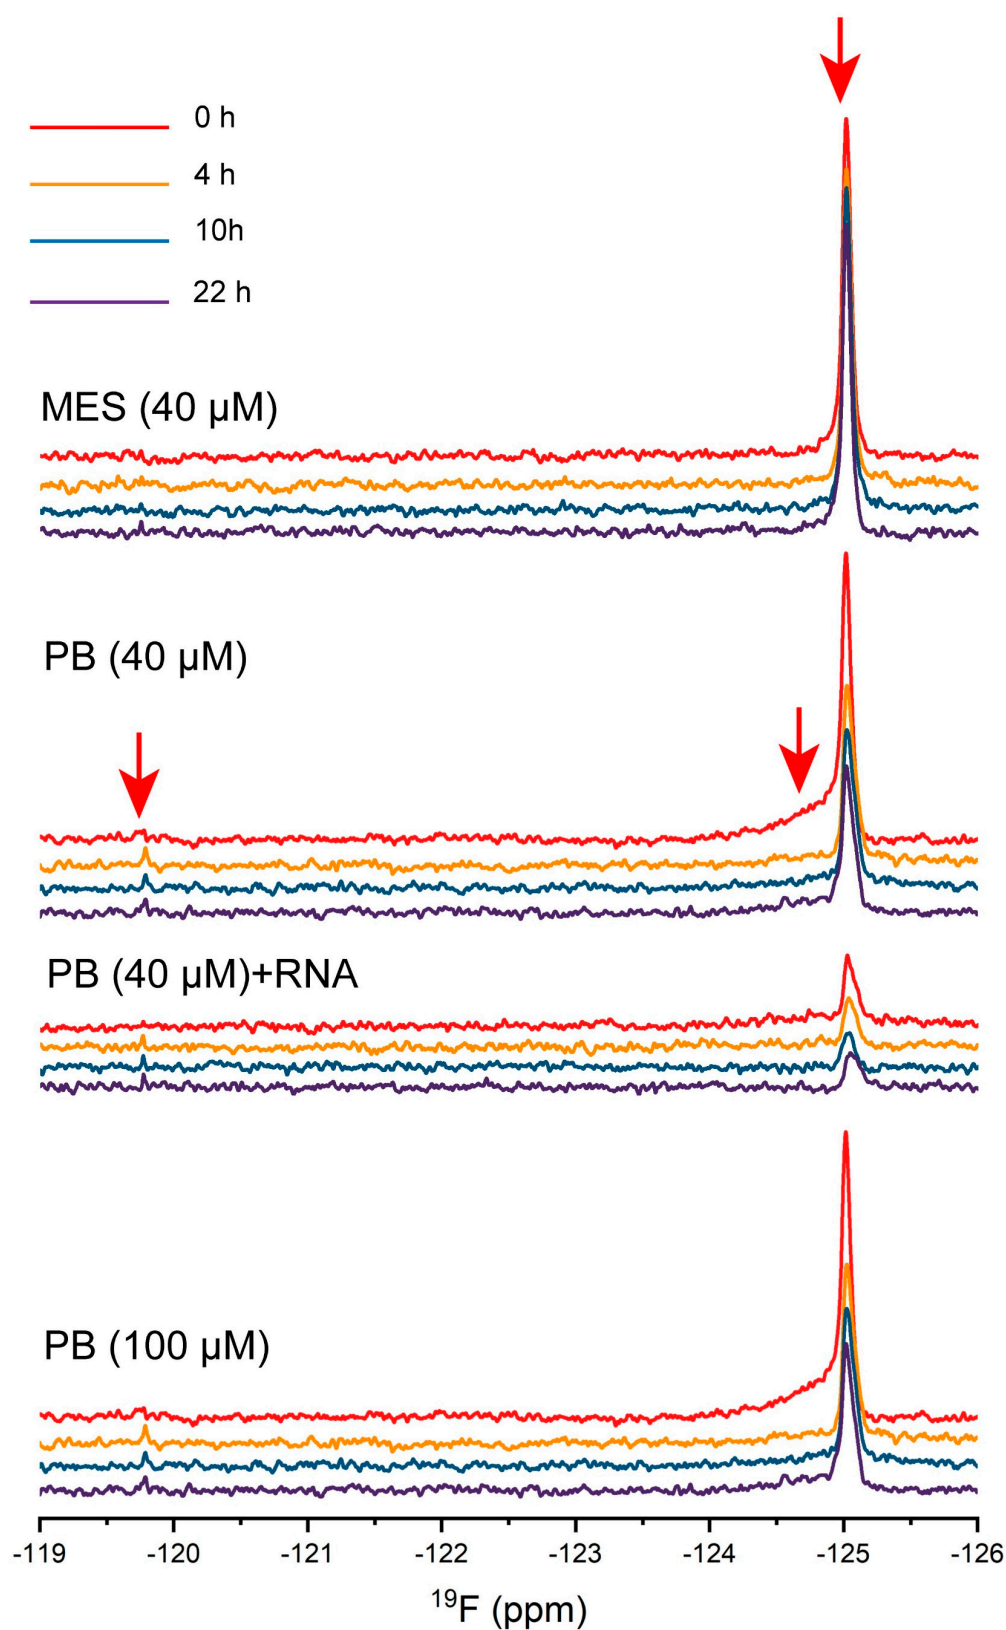 0 h
4 h
10h
22 h
MES (40 µM)
PB (40 µM)
PB (40 µM)+RNA
PB (100 µM)
-119 -120 -121 -122 -123 -124 -125 -126
¹⁹F (ppm)